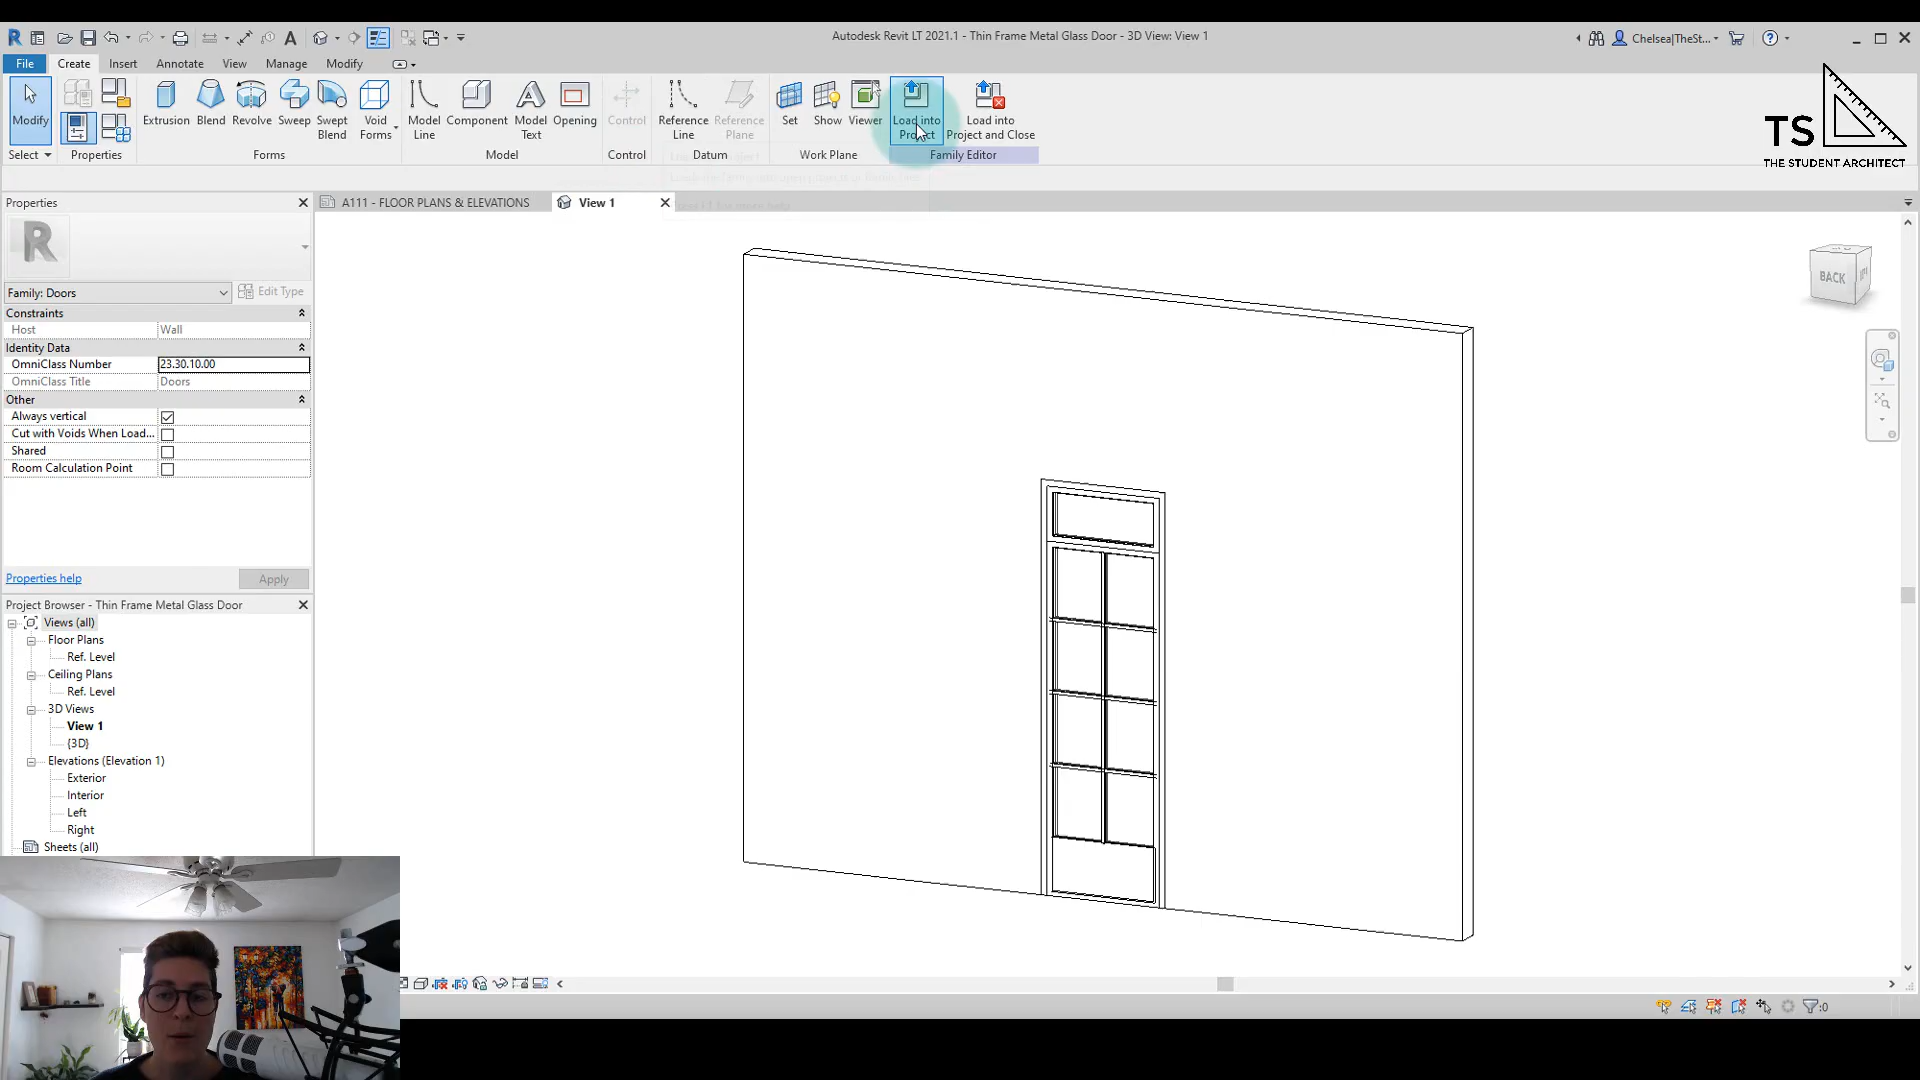 Autodesk Revit LT 2021.1 - Thin Frame Metal Glass Door - 3D View: View 1
Chelsea|TheSt...
File Create Insert Annotate View Manage Modify
Modify
Extrusion Blend Revolve Sweep Swept Blend Void Forms
Model Line Component Model Text Opening
Control
Reference Line Reference Plane
Set Show Viewer
Load into Project Load into Project and Close
Select Properties Forms Model Control Datum Work Plane Family Editor
TS
THE STUDENT ARCHITECT
Properties
A111 - FLOOR PLANS & ELEVATIONS
View 1
R
Family: Doors
Edit Type
Constraints
Host Wall
Identity Data
OmniClass Number 23.30.10.00
OmniClass Title Doors
Other
Always vertical
Cut with Voids When Load...
Shared
Room Calculation Point
Properties help
Apply
BACK
Project Browser - Thin Frame Metal Glass Door
Views (all)
Floor Plans
Ref. Level
Ceiling Plans
Ref. Level
3D Views
View 1
{3D}
Elevations (Elevation 1)
Exterior
Interior
Left
Right
Sheets (all)
:0